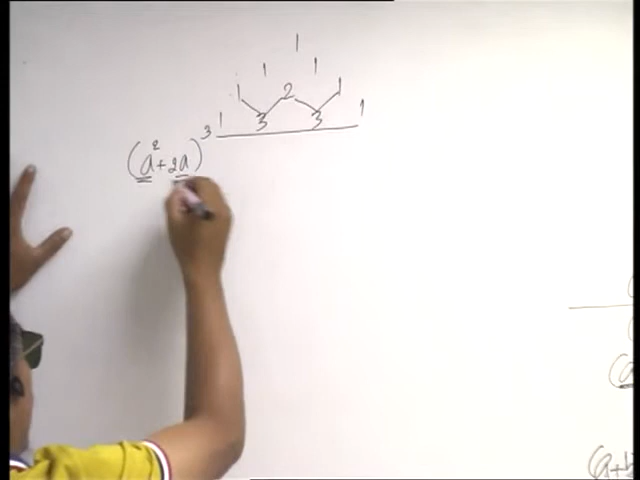 1
1 1
1 2 1
1 3 3 1
(a² + 2a)³
(a
(a+b